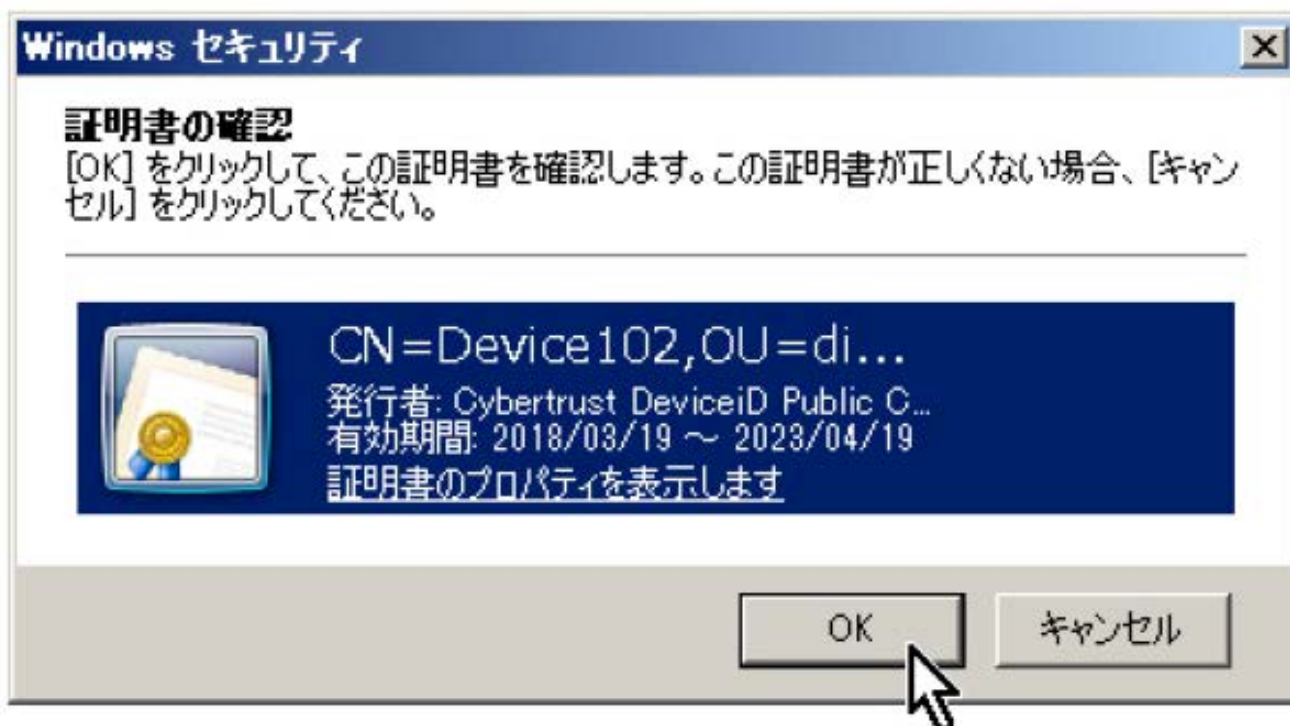 Windows セキュリティ
証明書の確認
[OK] をクリックして、この証明書を確認します。この証明書が正しくない場合、[キャン
セル] をクリックしてください。
CN=Device102,OU=di...
発行者: Cybertrust DeviceiD Public C...
有効期間: 2018/03/19 ～ 2023/04/19
証明書のプロパティを表示します
OK
キャンセル